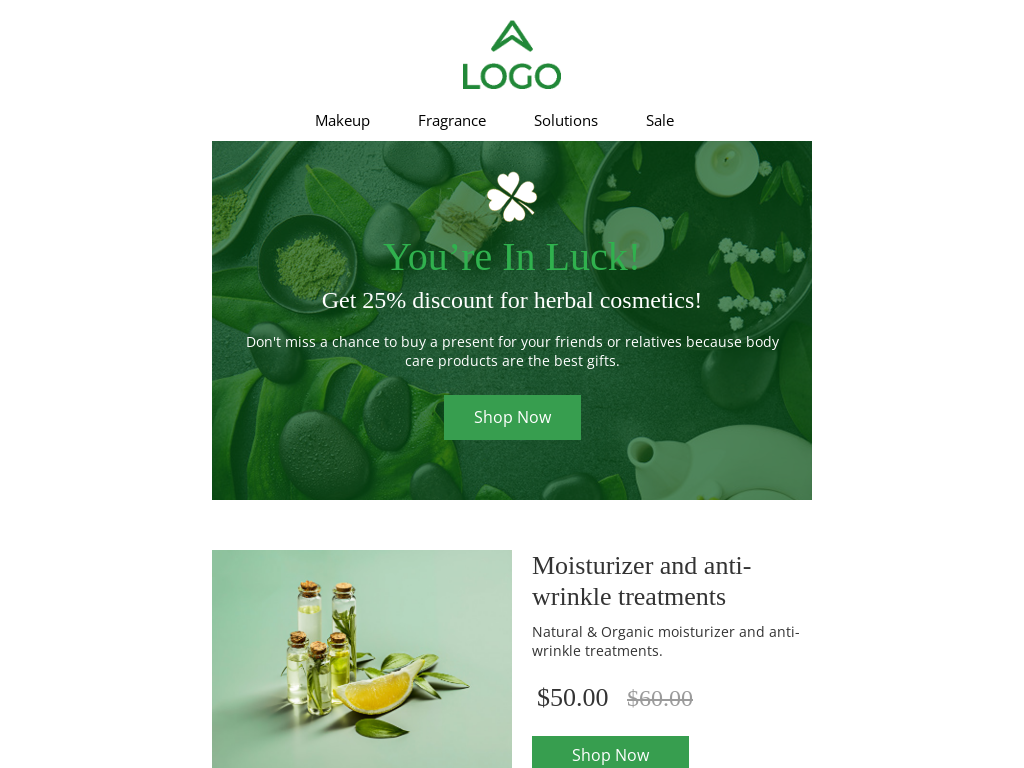 LOGO
Makeup Fragrance Solutions Sale
You’re In Luck!
Get 25% discount for herbal cosmetics!
Don't miss a chance to buy a present for your friends or relatives because body
care products are the best gifts.
Shop Now
Moisturizer and anti-
wrinkle treatments
Natural & Organic moisturizer and anti-
wrinkle treatments.
$50.00 $60.00
Shop Now